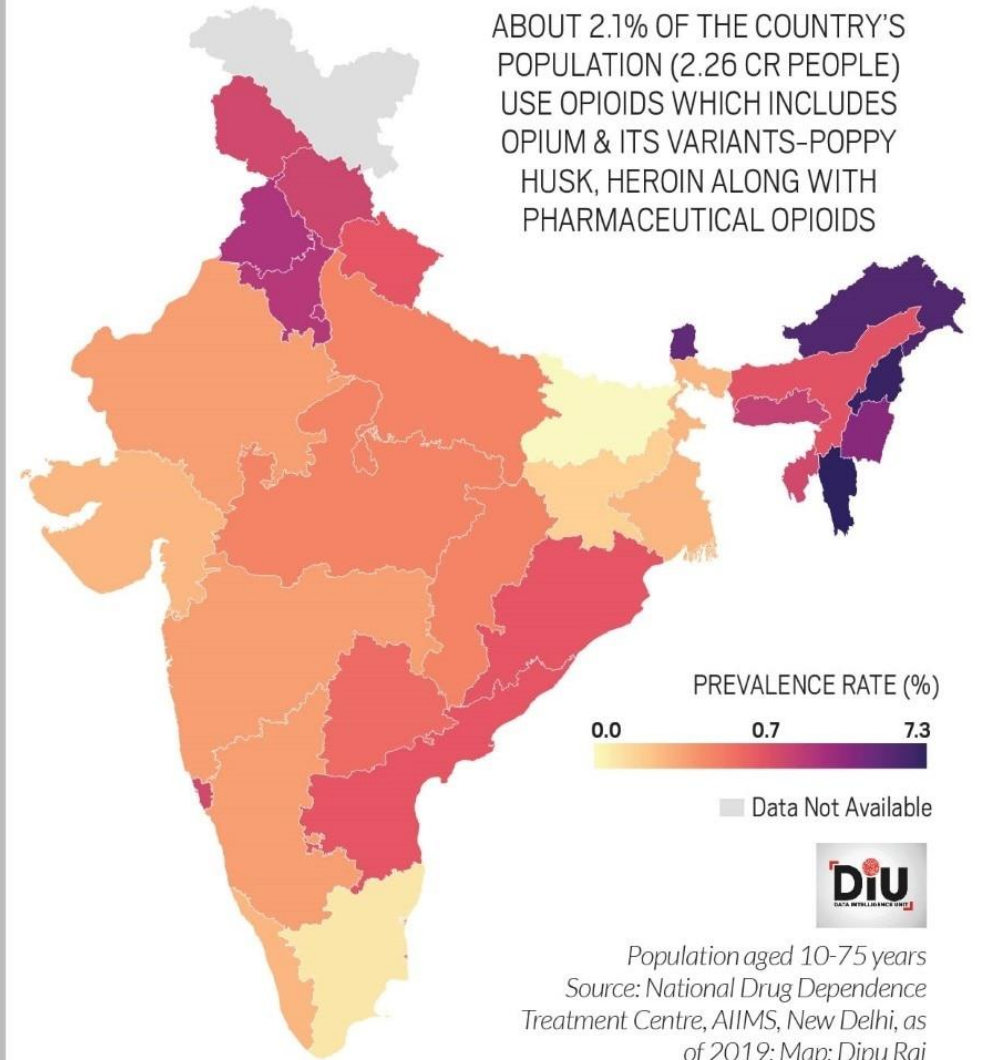 ABOUT 2.1% OF THE COUNTRY'S
POPULATION (2.26 CR PEOPLE)
USE OPIOIDS WHICH INCLUDES
OPIUM & ITS VARIANTS-POPPY
HUSK, HEROIN ALONG WITH
PHARMACEUTICAL OPIOIDS
PREVALENCE RATE (%)
0.0 0.7 7.3
Data Not Available
DiU
DATA INTELLIGENCE UNIT
Population aged 10-75 years
Source: National Drug Dependence
Treatment Centre, AIIMS, New Delhi, as
of 2019; Map: Dipu Rai